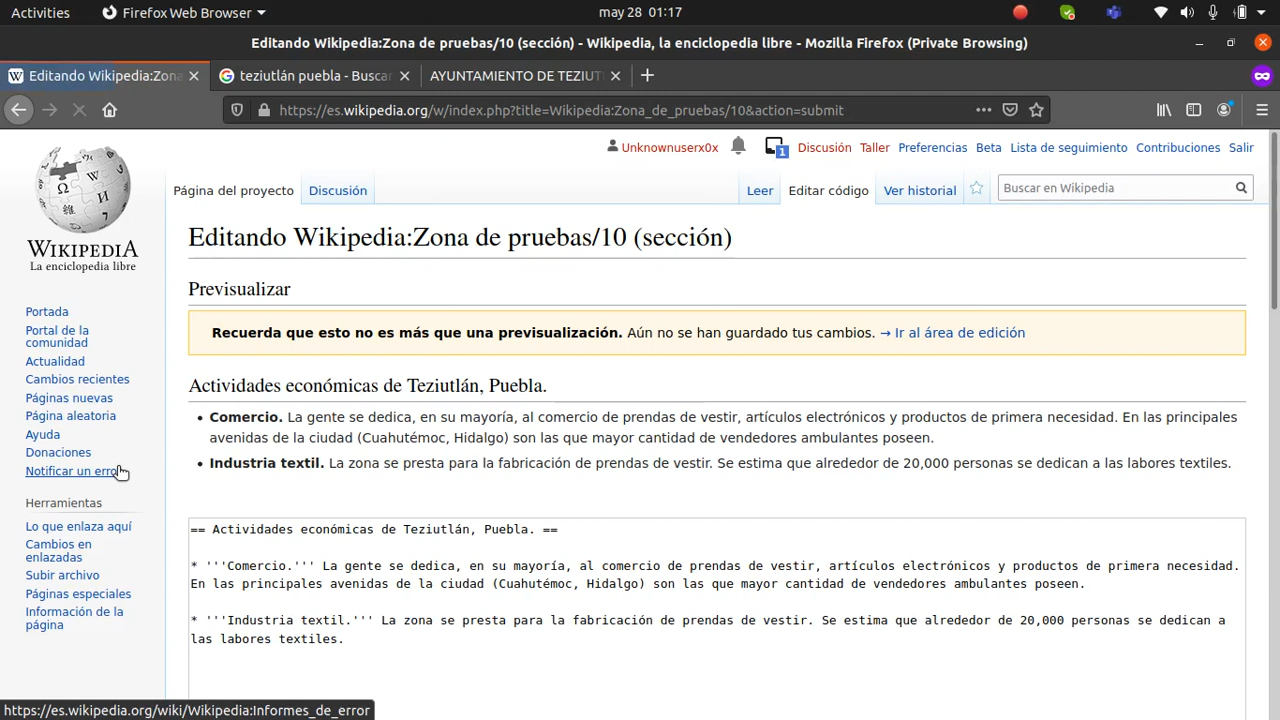 Activities Firefox Web Browser may 28 01:17
Editando Wikipedia:Zona de pruebas/10 (sección) - Wikipedia, la enciclopedia libre - Mozilla Firefox (Private Browsing)
Editando Wikipedia:Zona teziutlán puebla - Buscar AYUNTAMIENTO DE TEZIUT
https://es.wikipedia.org/w/index.php?title=Wikipedia:Zona_de_pruebas/10&action=submit
1
Unknownuserx0x Discusión Taller Preferencias Beta Lista de seguimiento Contribuciones Salir
Página del proyecto Discusión Leer Editar código Ver historial Buscar en Wikipedia
WIKIPEDIA
La enciclopedia libre
Portada
Portal de la
comunidad
Actualidad
Cambios recientes
Páginas nuevas
Página aleatoria
Ayuda
Donaciones
Notificar un error
Herramientas
Lo que enlaza aquí
Cambios en
enlazadas
Subir archivo
Páginas especiales
Información de la
página
Editando Wikipedia:Zona de pruebas/10 (sección)
Previsualizar
Recuerda que esto no es más que una previsualización. Aún no se han guardado tus cambios. → Ir al área de edición
Actividades económicas de Teziutlán, Puebla.
• Comercio. La gente se dedica, en su mayoría, al comercio de prendas de vestir, artículos electrónicos y productos de primera necesidad. En las principales
avenidas de la ciudad (Cuahutémoc, Hidalgo) son las que mayor cantidad de vendedores ambulantes poseen.
• Industria textil. La zona se presta para la fabricación de prendas de vestir. Se estima que alrededor de 20,000 personas se dedican a las labores textiles.
== Actividades económicas de Teziutlán, Puebla. ==
* '''Comercio.''' La gente se dedica, en su mayoría, al comercio de prendas de vestir, artículos electrónicos y productos de primera necesidad.
En las principales avenidas de la ciudad (Cuahutémoc, Hidalgo) son las que mayor cantidad de vendedores ambulantes poseen.
* '''Industria textil.''' La zona se presta para la fabricación de prendas de vestir. Se estima que alrededor de 20,000 personas se dedican a
las labores textiles.
https://es.wikipedia.org/wiki/Wikipedia:Informes_de_error